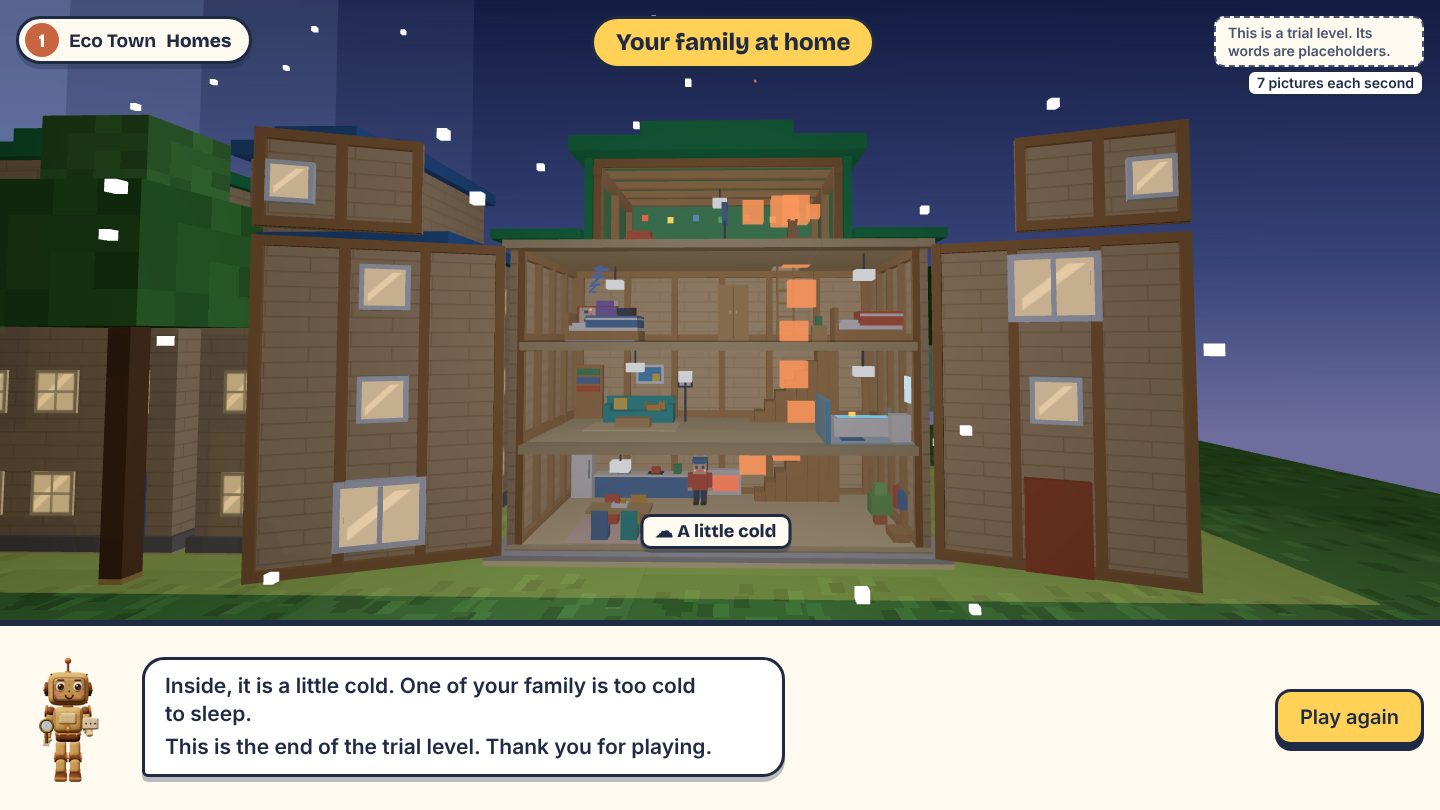 1 Eco Town Homes
Your family at home
This is a trial level. Its
words are placeholders.
7 pictures each second
A little cold
Inside, it is a little cold. One of your family is too cold
to sleep.
This is the end of the trial level. Thank you for playing.
Play again